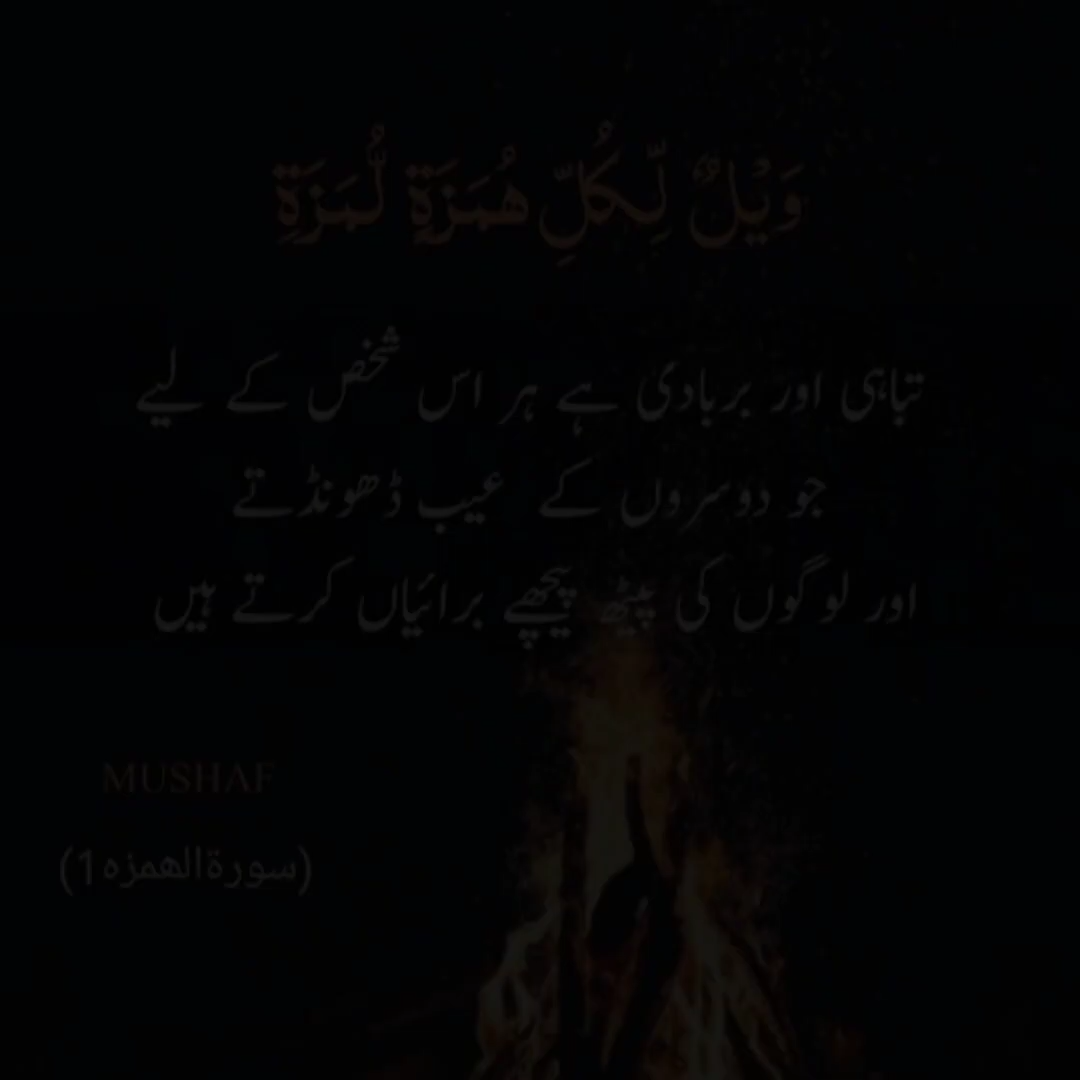 وَيْلٌ لِّكُلِّ هُمَزَةٍ لُّمَزَةِ
تباہی اور بربادی ہے ہر اس شخص کے لیے
جو دوسروں کے عیب ڈھونڈتے
اور لوگوں کی پیٹھ پیچھے برائیاں کرتے ہیں
MUSHAF
(سورۃالھمزہ1)